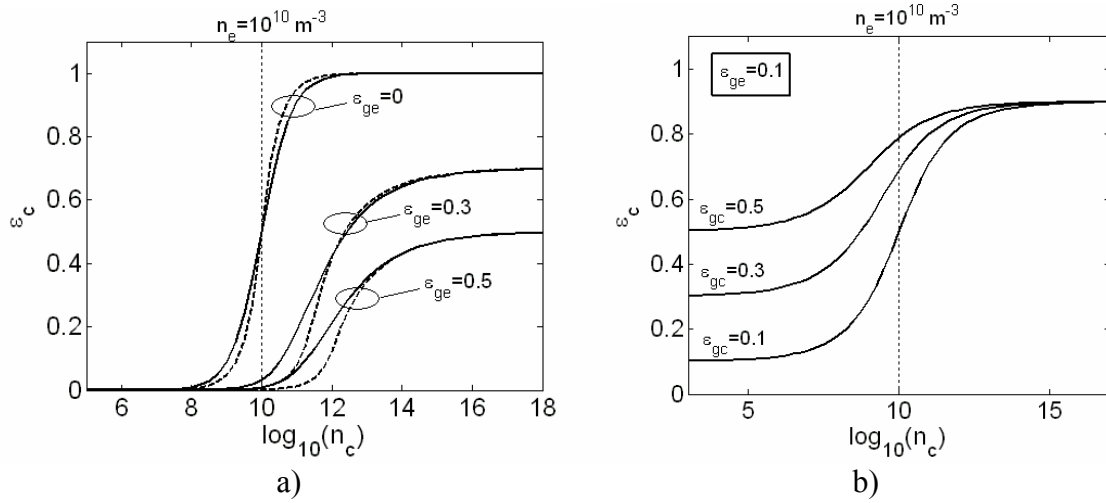 n_e=10^10 m^-3
ε_c
1
0.8
0.6
0.4
0.2
0
ε_ge=0
ε_ge=0.3
ε_ge=0.5
6 8 10 12 14 16 18
log_10(n_c)
a)
n_e=10^10 m^-3
ε_c
1
0.8
0.6
0.4
0.2
0
ε_ge=0.1
ε_gc=0.5
ε_gc=0.3
ε_gc=0.1
5 10 15
log_10(n_c)
b)